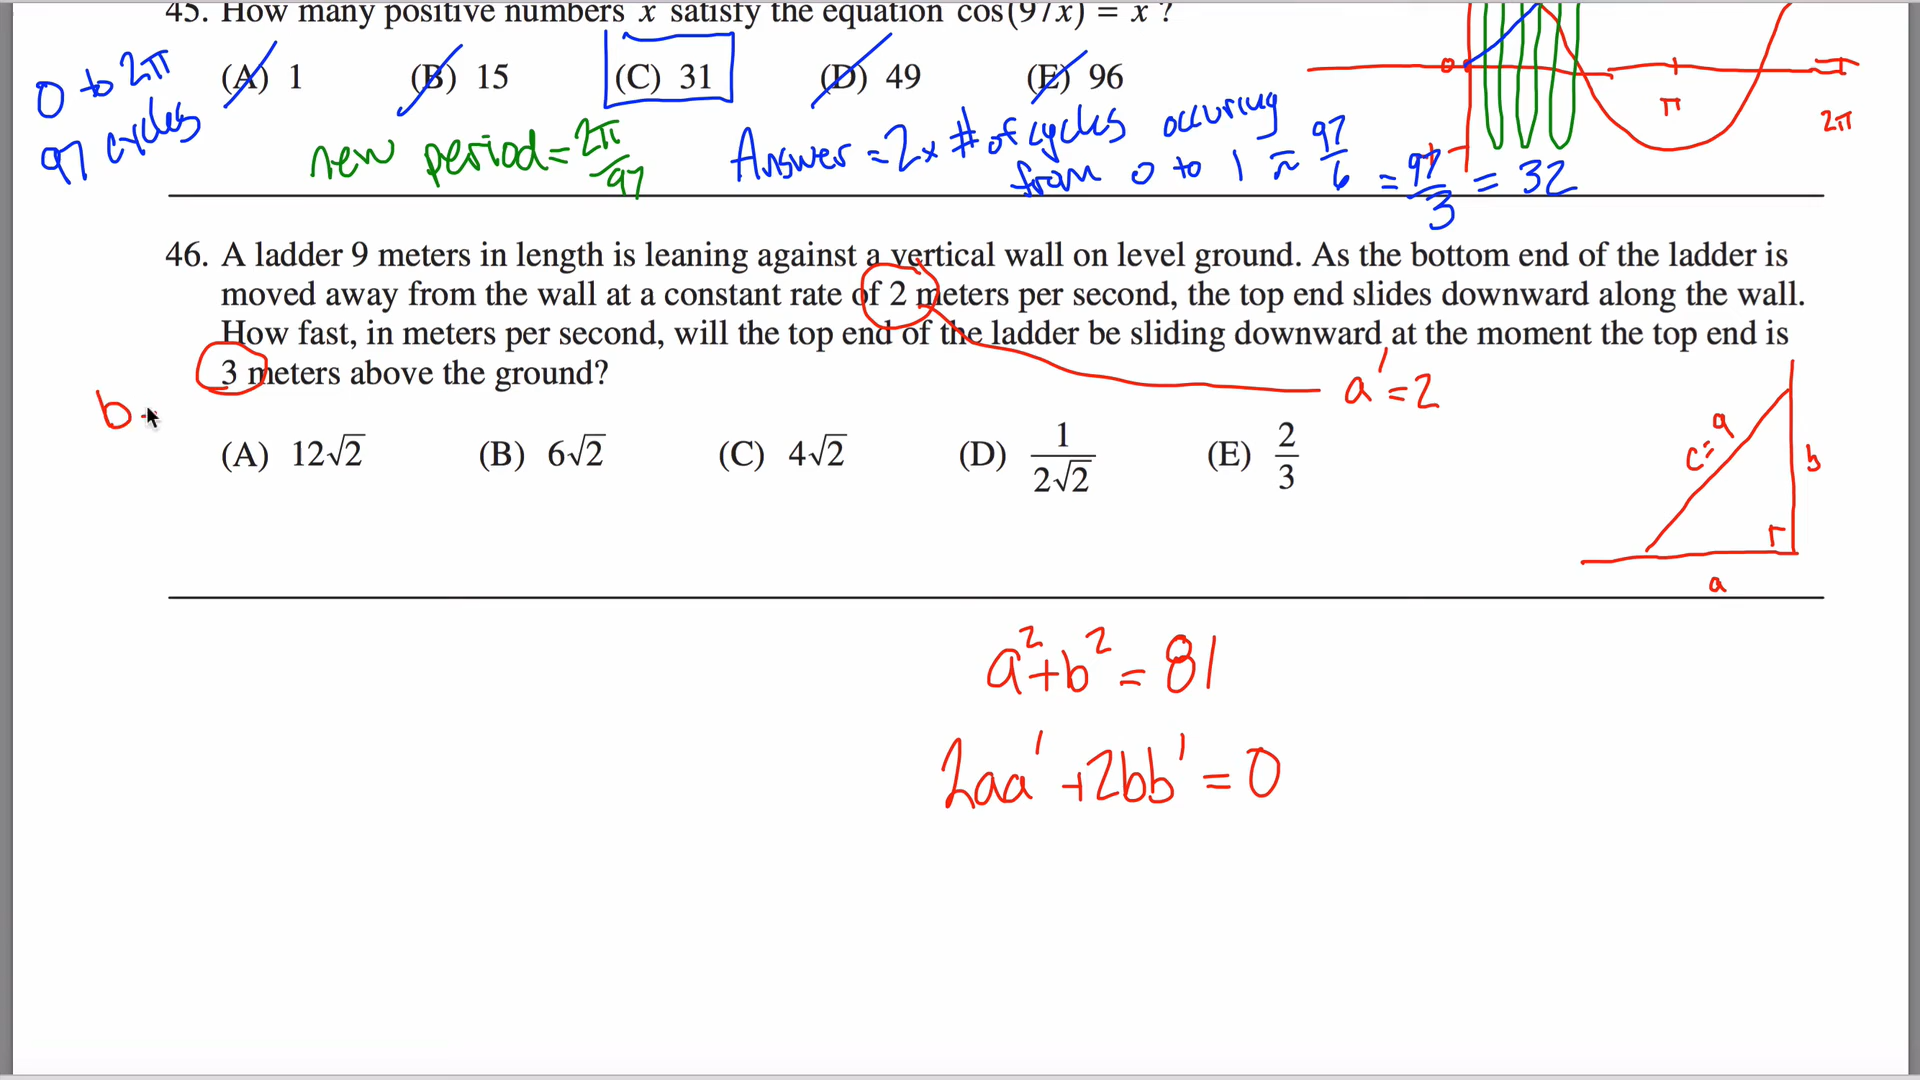 45. How many positive numbers x satisfy the equation cos(97x) = x ?
0 to 2π
97 cycles
(A) 1 (B) 15 (C) 31 (D) 49 (E) 96
new period = 2π/97
Answer = 2 x # of cycles occuring
from 0 to 1 ≈ 97/6 = 97/3 = 32
0 π 2π
46. A ladder 9 meters in length is leaning against a vertical wall on level ground. As the bottom end of the ladder is
moved away from the wall at a constant rate of 2 meters per second, the top end slides downward along the wall.
How fast, in meters per second, will the top end of the ladder be sliding downward at the moment the top end is
3 meters above the ground?
a' = 2
b -
(A) 12√2 (B) 6√2 (C) 4√2 (D) 1/2√2 (E) 2/3
c = 9
b
a
a² + b² = 81
2aa' + 2bb' = 0